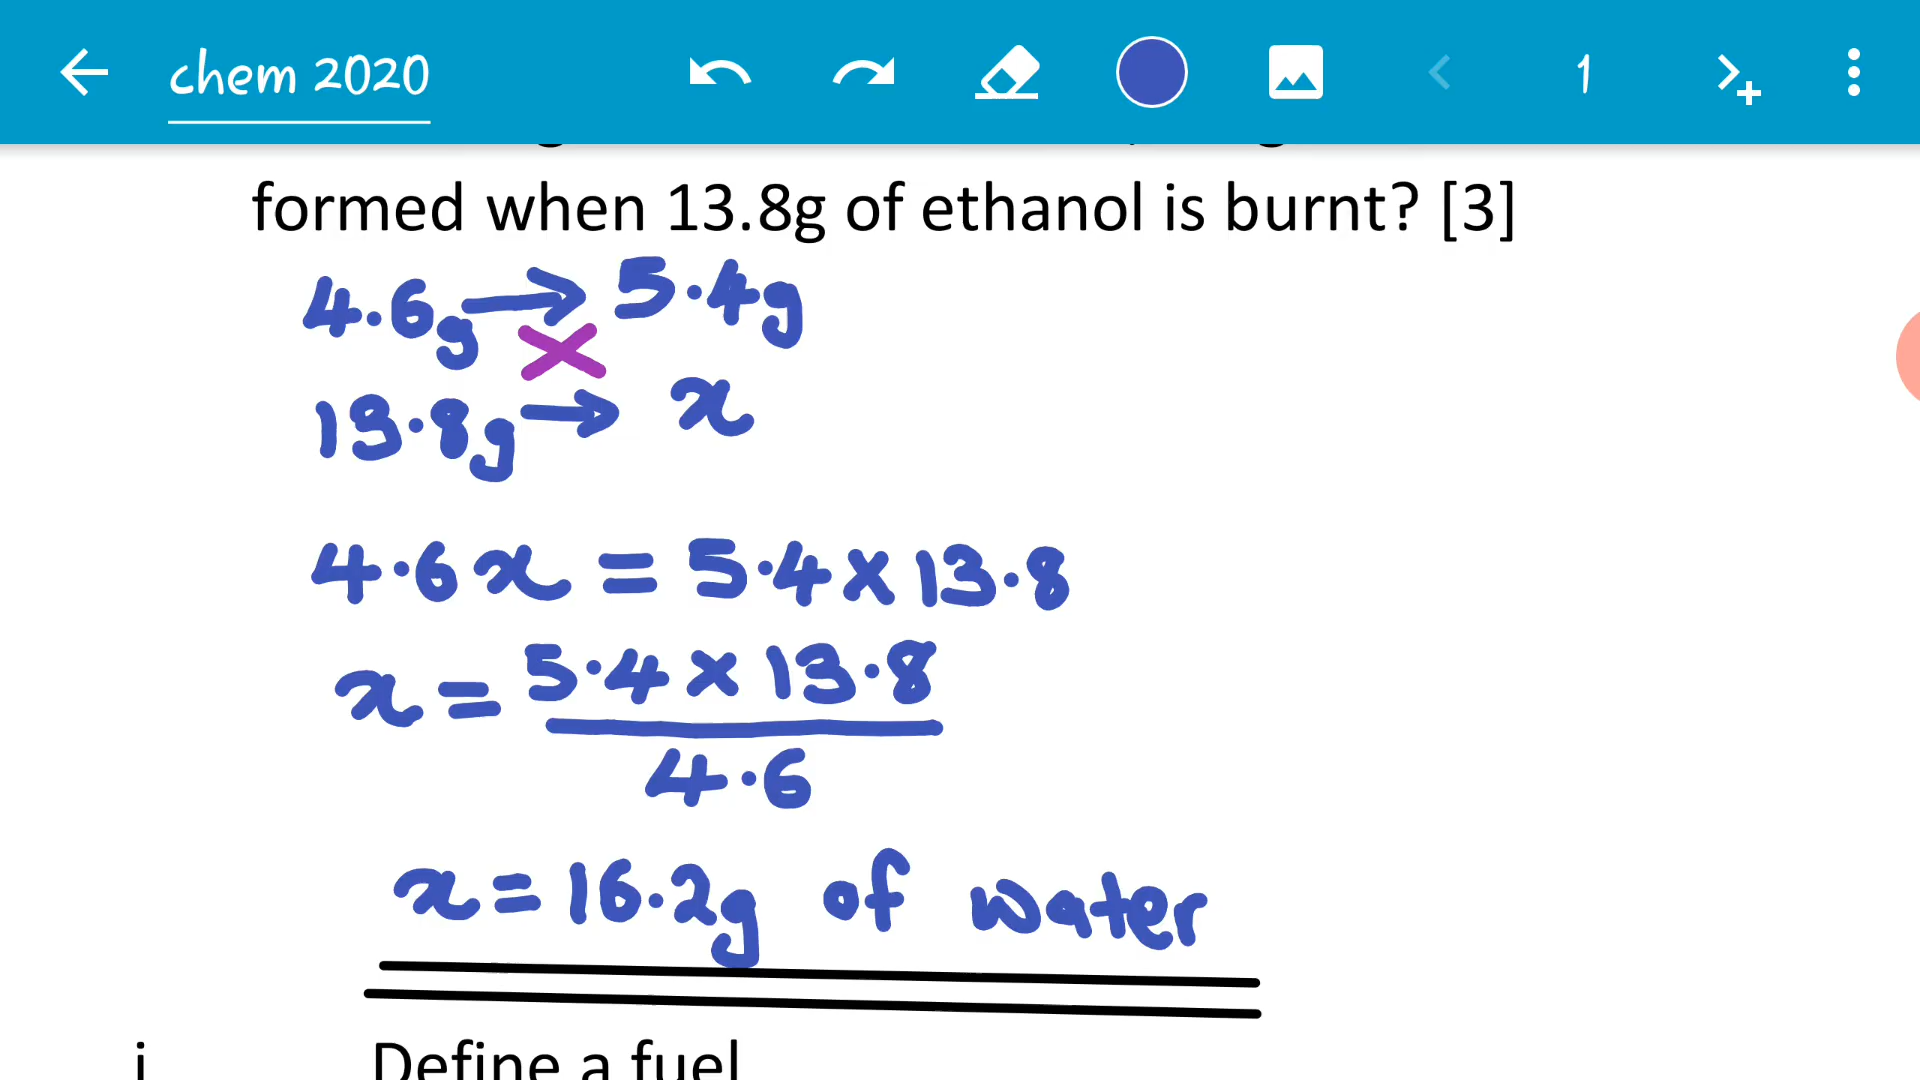 chem 2020
1
formed when 13.8g of ethanol is burnt? [3]
4.6g → 5.4g
13.8g → x
4.6x = 5.4 × 13.8
x = 5.4 × 13.8
4.6
x = 16.2g of water
i Define a fuel